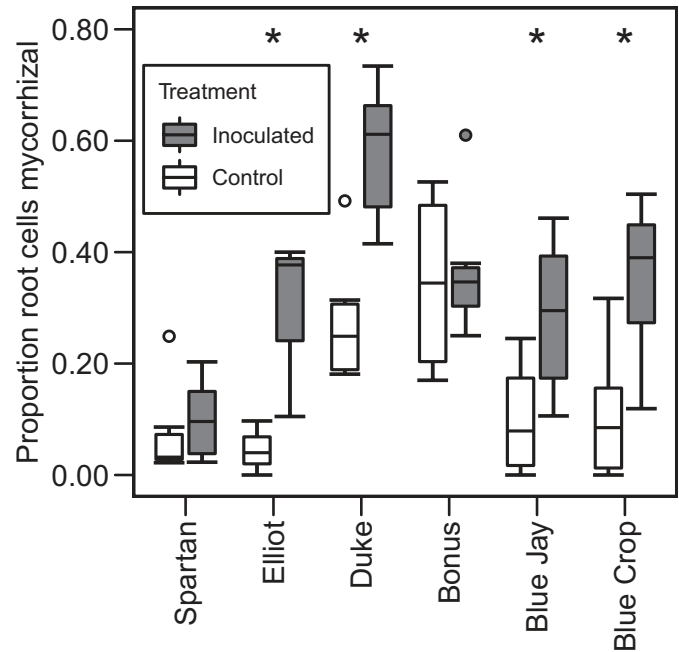 Proportion root cells mycorrhizal
0.80
0.60
0.40
0.20
0.00
* * * *
Treatment
Inoculated
Control
Spartan
Elliot
Duke
Bonus
Blue Jay
Blue Crop